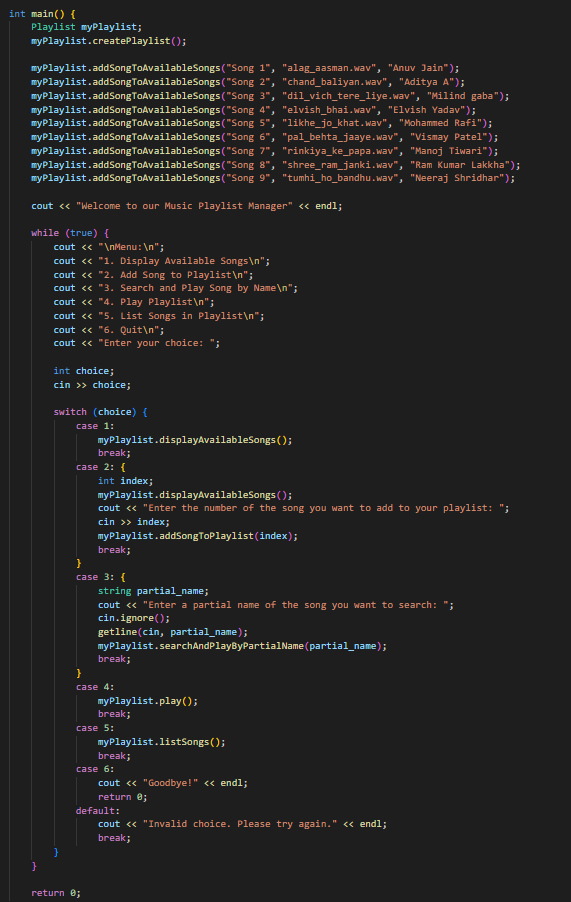 int main() {
    Playlist myPlaylist;
    myPlaylist.createPlaylist();

    myPlaylist.addSongToAvailableSongs("Song 1", "alag_aasman.wav", "Anuv Jain");
    myPlaylist.addSongToAvailableSongs("Song 2", "chand_baliyan.wav", "Aditya A");
    myPlaylist.addSongToAvailableSongs("Song 3", "dil_vich_tere_liye.wav", "Milind gaba");
    myPlaylist.addSongToAvailableSongs("Song 4", "elvish_bhai.wav", "Elvish Yadav");
    myPlaylist.addSongToAvailableSongs("Song 5", "likhe_jo_khat.wav", "Mohammed Rafi");
    myPlaylist.addSongToAvailableSongs("Song 6", "pal_behta_jaaye.wav", "Vismay Patel");
    myPlaylist.addSongToAvailableSongs("Song 7", "rinkiya_ke_papa.wav", "Manoj Tiwari");
    myPlaylist.addSongToAvailableSongs("Song 8", "shree_ram_janki.wav", "Ram Kumar Lakkha");
    myPlaylist.addSongToAvailableSongs("Song 9", "tumhi_ho_bandhu.wav", "Neeraj Shridhar");

    cout << "Welcome to our Music Playlist Manager" << endl;

    while (true) {
        cout << "\nMenu:\n";
        cout << "1. Display Available Songs\n";
        cout << "2. Add Song to Playlist\n";
        cout << "3. Search and Play Song by Name\n";
        cout << "4. Play Playlist\n";
        cout << "5. List Songs in Playlist\n";
        cout << "6. Quit\n";
        cout << "Enter your choice: ";

        int choice;
        cin >> choice;

        switch (choice) {
            case 1:
                myPlaylist.displayAvailableSongs();
                break;
            case 2: {
                int index;
                myPlaylist.displayAvailableSongs();
                cout << "Enter the number of the song you want to add to your playlist: ";
                cin >> index;
                myPlaylist.addSongToPlaylist(index);
                break;
            }
            case 3: {
                string partial_name;
                cout << "Enter a partial name of the song you want to search: ";
                cin.ignore();
                getline(cin, partial_name);
                myPlaylist.searchAndPlayByPartialName(partial_name);
                break;
            }
            case 4:
                myPlaylist.play();
                break;
            case 5:
                myPlaylist.listSongs();
                break;
            case 6:
                cout << "Goodbye!" << endl;
                return 0;
            default:
                cout << "Invalid choice. Please try again." << endl;
                break;
        }
    }

    return 0;